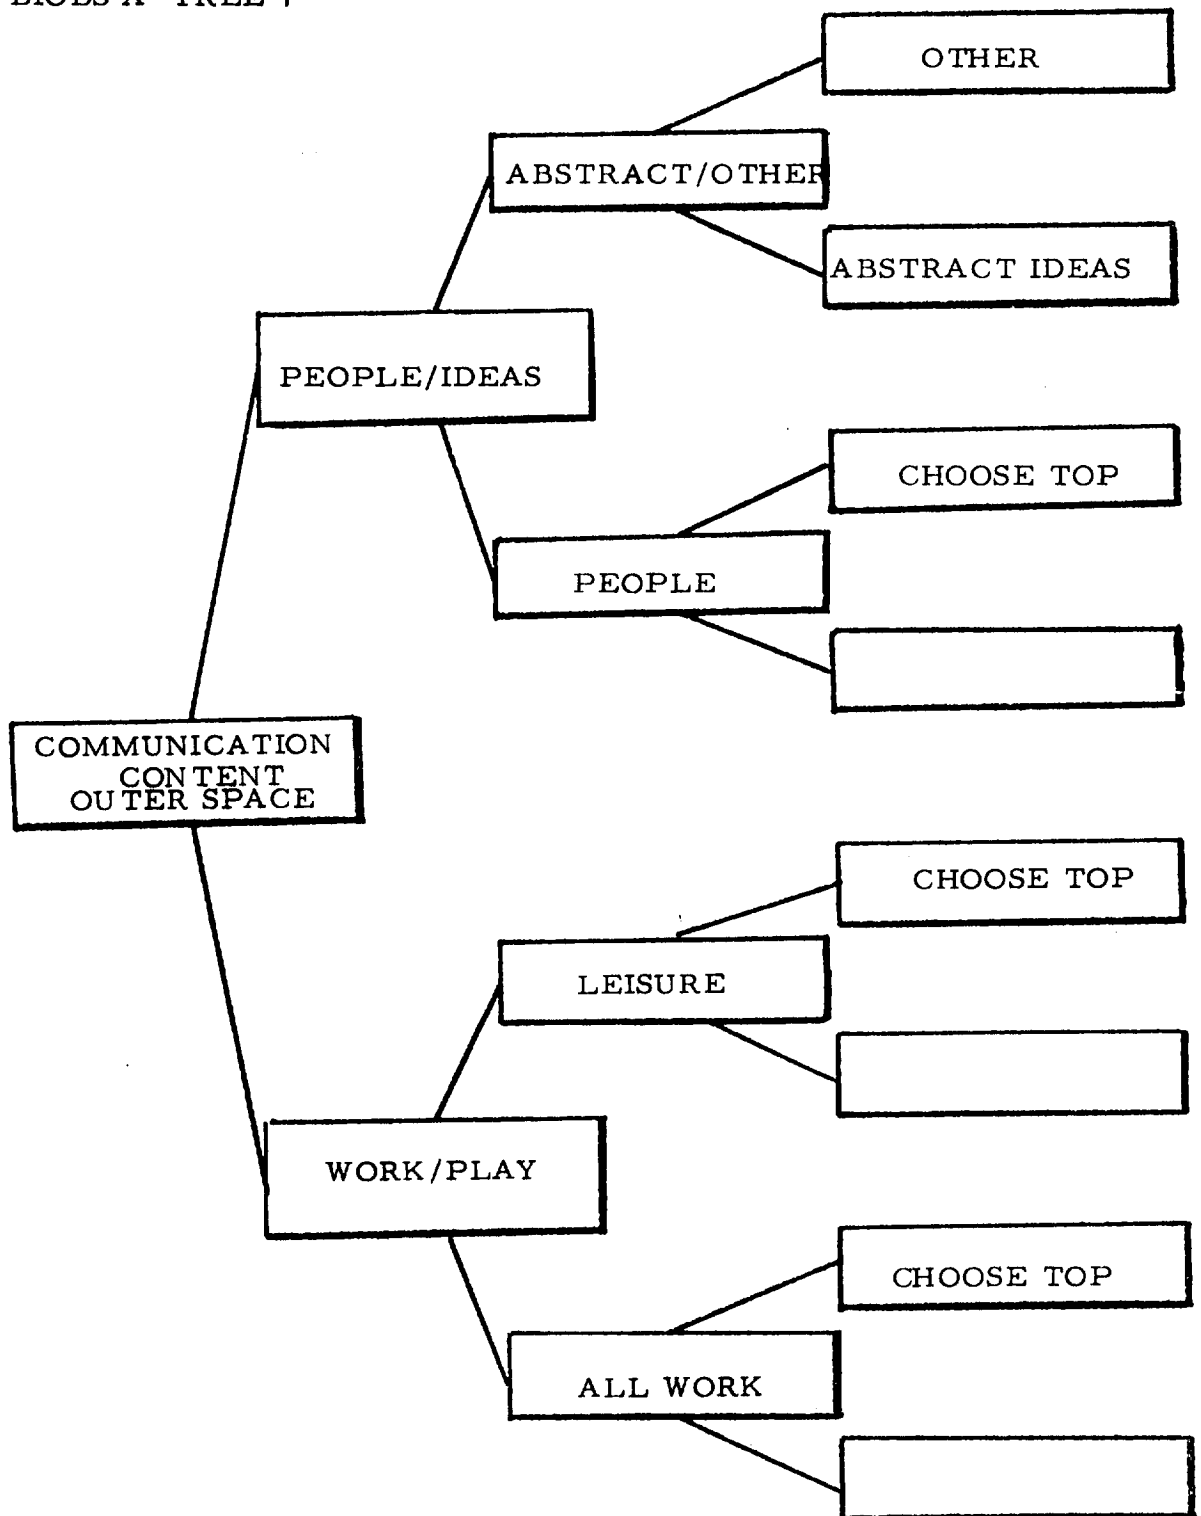 OTHER
ABSTRACT/OTHER
ABSTRACT IDEAS
PEOPLE/IDEAS
CHOOSE TOP
PEOPLE
COMMUNICATION
CONTENT
OUTER SPACE
CHOOSE TOP
LEISURE
WORK/PLAY
CHOOSE TOP
ALL WORK